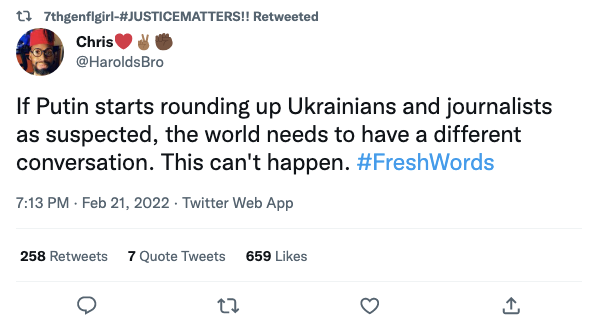 7thgenflgirl-#JUSTICEMATTERS!! Retweeted
Chris❤️✌🏽✊🏿
@HaroldsBro
If Putin starts rounding up Ukrainians and journalists
as suspected, the world needs to have a different
conversation. This can't happen. #FreshWords
7:13 PM · Feb 21, 2022 · Twitter Web App
258 Retweets 7 Quote Tweets 659 Likes